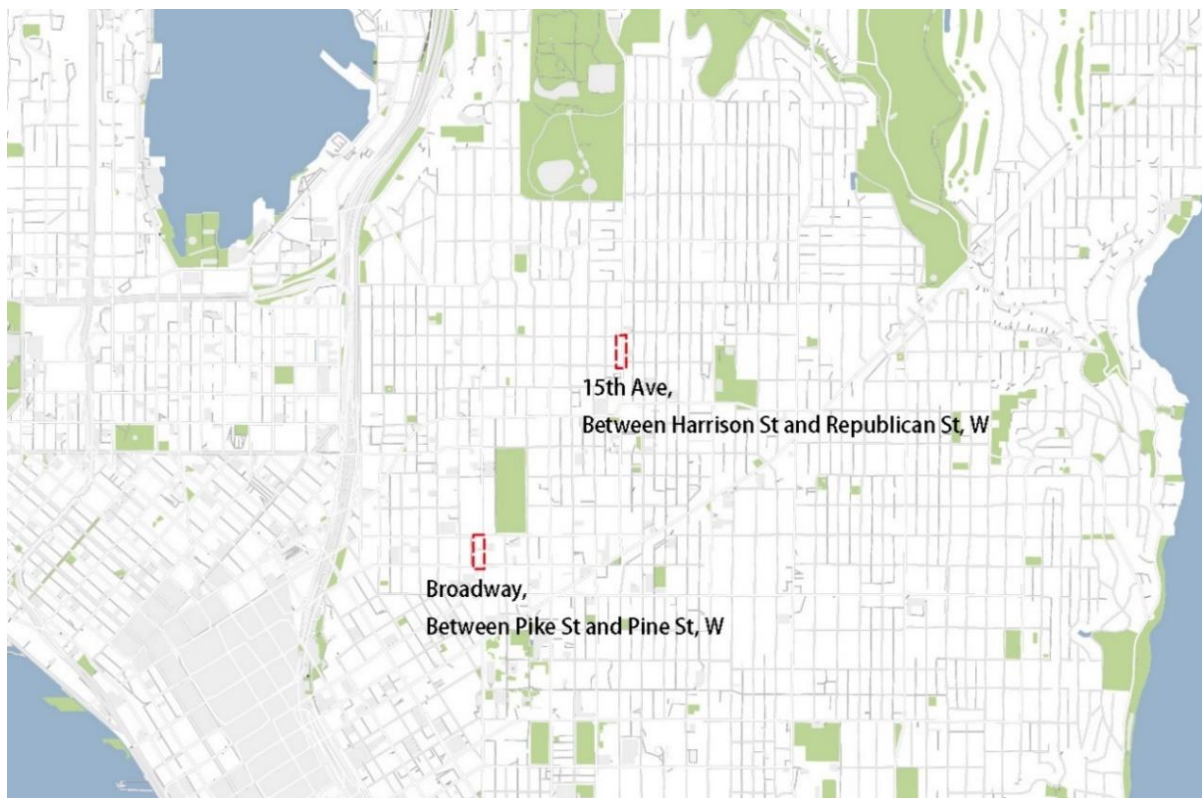 15th Ave,
Between Harrison St and Republican St, W
Broadway,
Between Pike St and Pine St, W